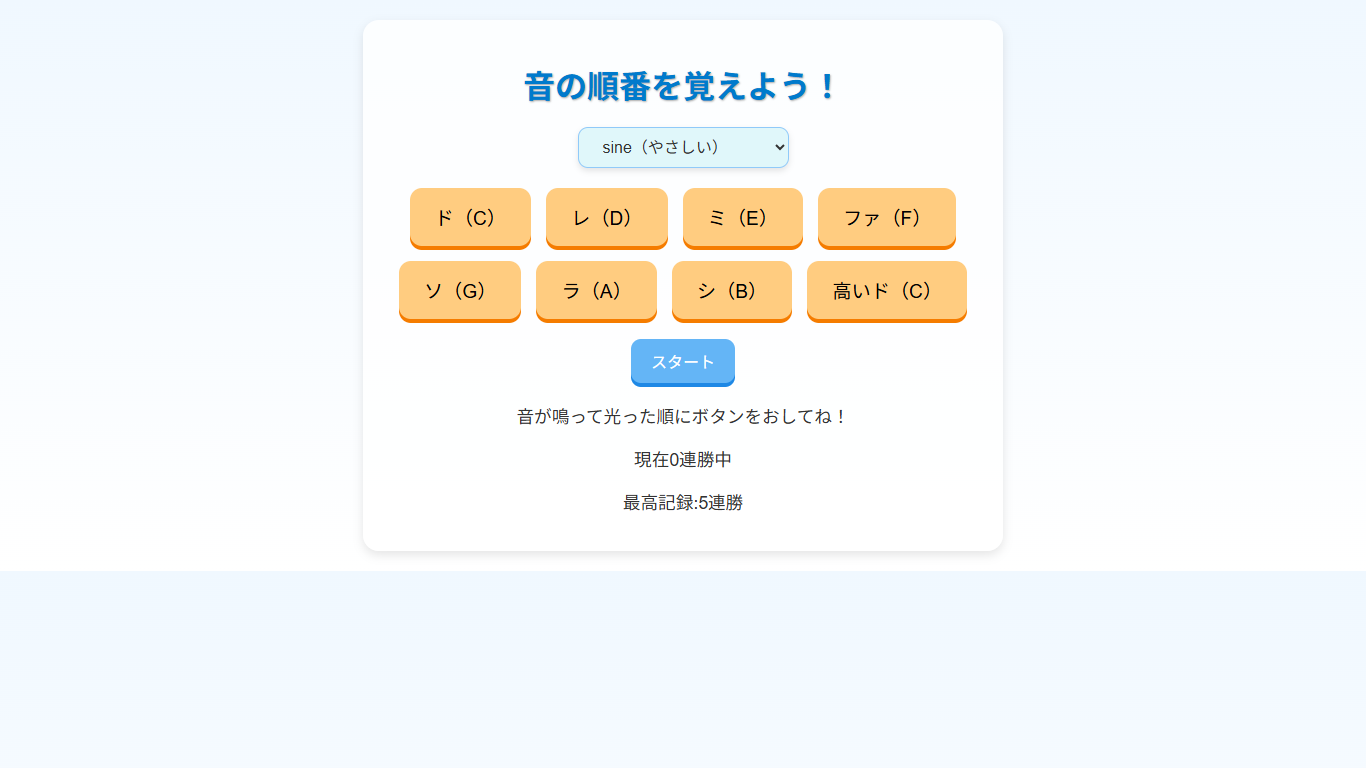 音の順番を覚えよう！
sine（やさしい）
ド（C） レ（D） ミ（E） ファ（F）
ソ（G） ラ（A） シ（B） 高いド（C）
スタート
音が鳴って光った順にボタンをおしてね！
現在0連勝中
最高記録:5連勝